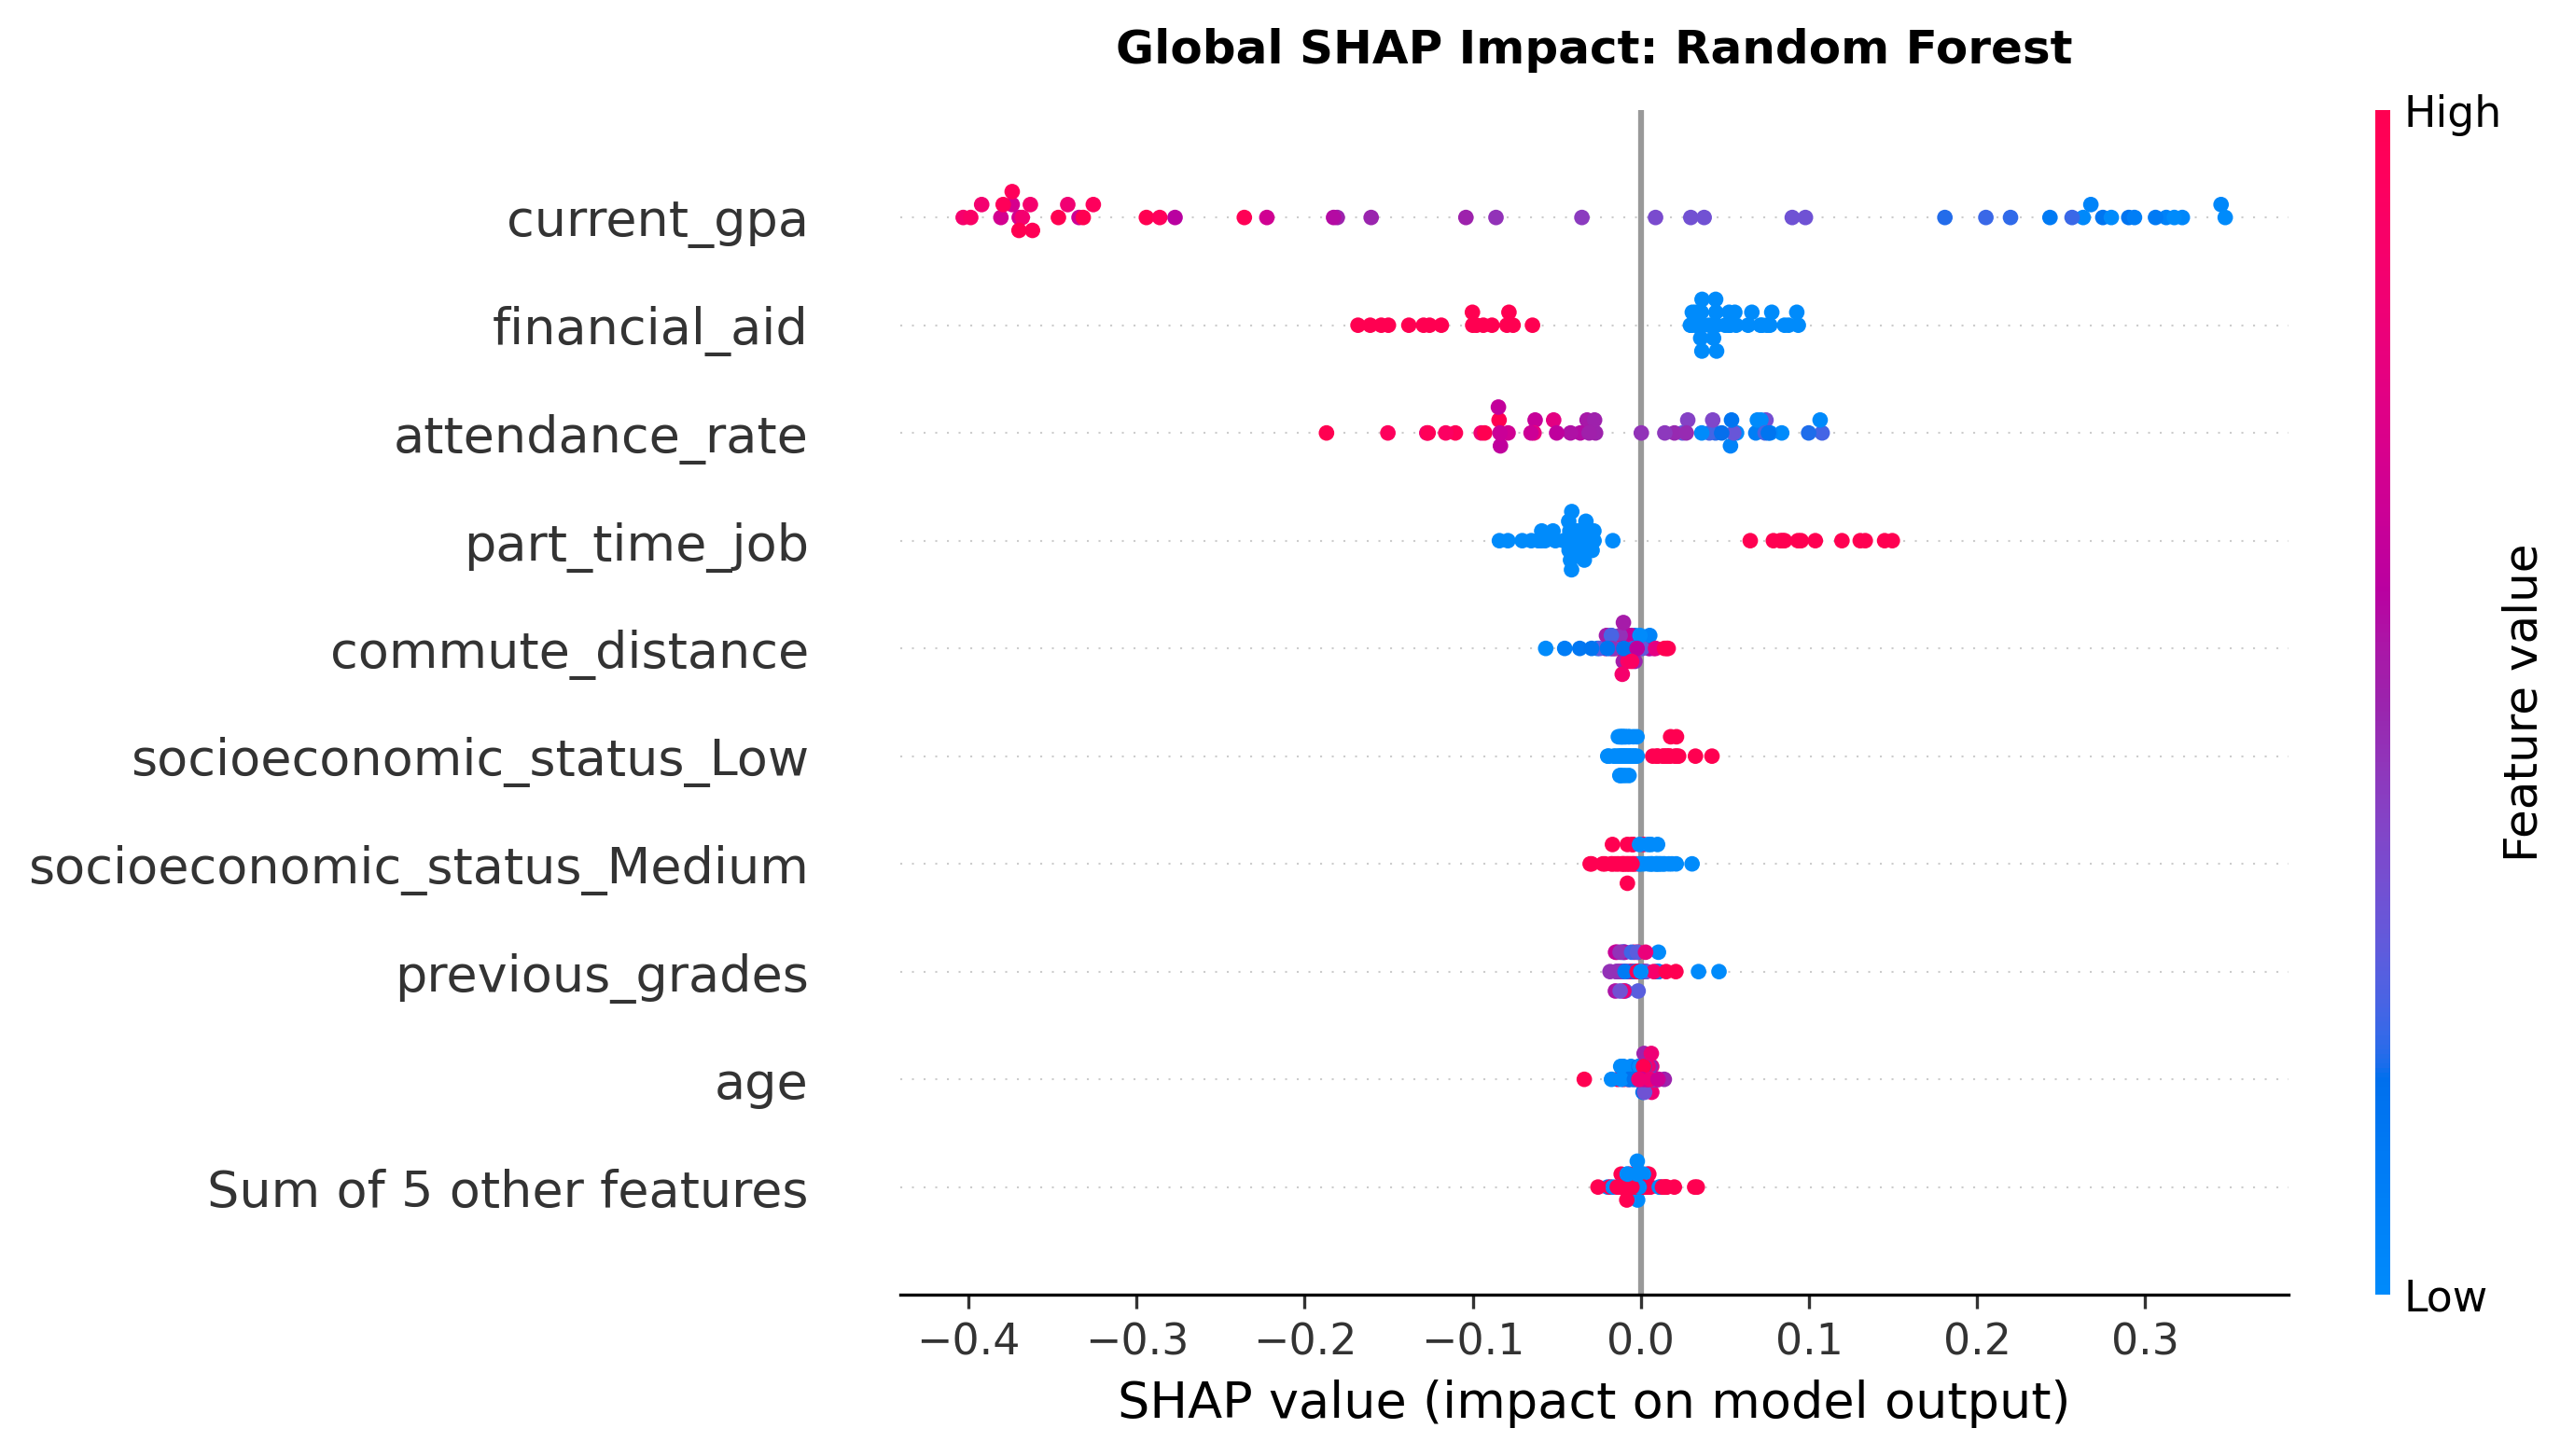 Global SHAP Impact: Random Forest
High
current_gpa
financial_aid
attendance_rate
part_time_job
commute_distance
socioeconomic_status_Low
socioeconomic_status_Medium
previous_grades
age
Sum of 5 other features
Feature value
Low
−0.4 −0.3 −0.2 −0.1 0.0 0.1 0.2 0.3
SHAP value (impact on model output)